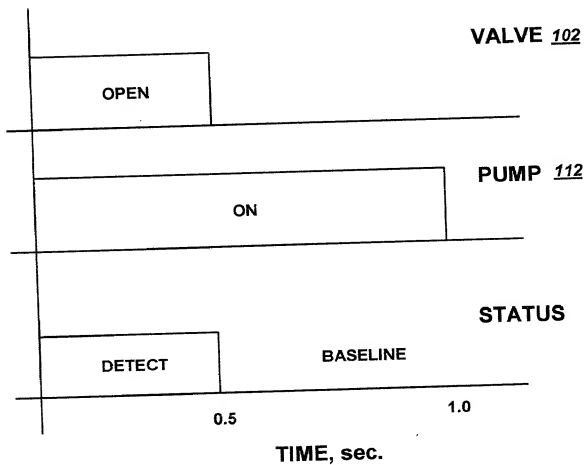 VALVE 102
OPEN
PUMP 112
ON
STATUS
DETECT
BASELINE
0.5
1.0
TIME, sec.